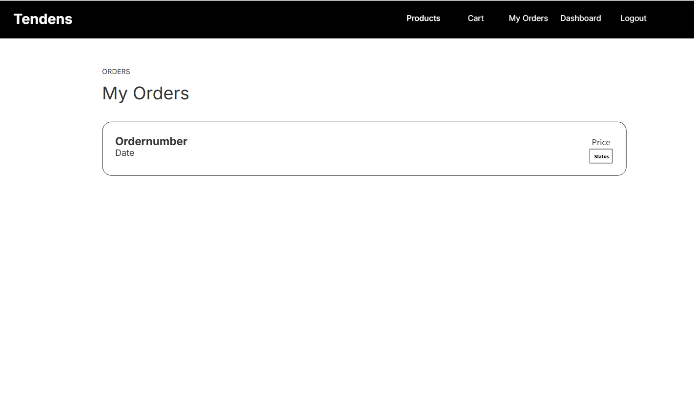 Tendens Products Cart My Orders Dashboard Logout
ORDERS
My Orders
Ordernumber
Date
Price
Status